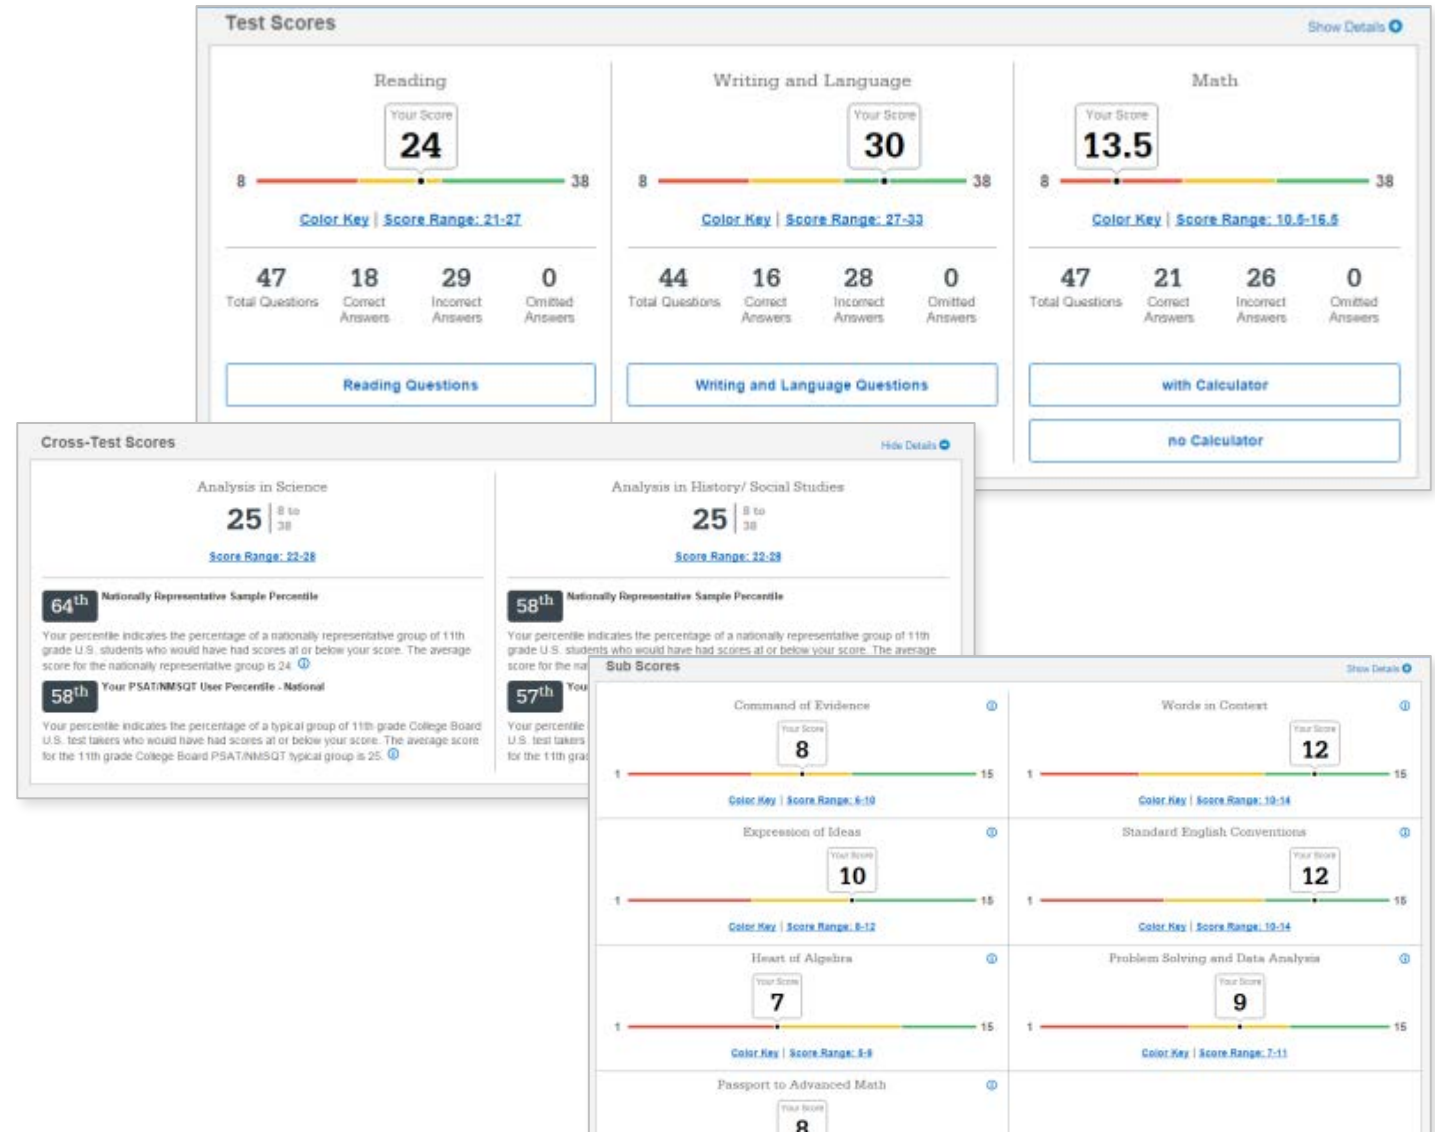 Test Scores
Show Details
Reading
Your Score
24
8
38
Color Key | Score Range: 21-27
47
18
29
0
Total Questions
Correct
Answers
Incorrect
Answers
Omitted
Answers
Reading Questions
Writing and Language
Your Score
30
8
38
Color Key | Score Range: 27-33
44
16
28
0
Total Questions
Correct
Answers
Incorrect
Answers
Omitted
Answers
Writing and Language Questions
Math
Your Score
13.5
8
38
Color Key | Score Range: 10.5-16.5
47
21
26
0
Total Questions
Correct
Answers
Incorrect
Answers
Omitted
Answers
with Calculator
no Calculator
Cross-Test Scores
Hide Details
Analysis in Science
25 | 8 to
38
Score Range: 22-28
64th Nationally Representative Sample Percentile
Your percentile indicates the percentage of a nationally representative group of 11th
grade U.S. students who would have had scores at or below your score. The average
score for the nationally representative group is 24.
58th Your PSAT/NMSQT User Percentile - National
Your percentile indicates the percentage of a typical group of 11th grade College Board
U.S. test takers who would have had scores at or below your score. The average score
for the 11th grade College Board PSAT/NMSQT typical group is 25.
Analysis in History/ Social Studies
25 | 8 to
38
Score Range: 22-28
58th Nationally Representative Sample Percentile
Your percentile indicates the percentage of a nationally representative group of 11th
grade U.S. students who would have had scores at or below your score. The average
score for the
57th
Your percentile
U.S. test takers
for the 11th
Sub Scores
Show Details
Command of Evidence
Your Score
8
1
15
Color Key | Score Range: 6-10
Words in Context
Your Score
12
1
15
Color Key | Score Range: 10-14
Expression of Ideas
Your Score
10
1
15
Color Key | Score Range: 8-12
Standard English Conventions
Your Score
12
1
15
Color Key | Score Range: 10-14
Heart of Algebra
Your Score
7
1
15
Color Key | Score Range: 5-9
Problem Solving and Data Analysis
Your Score
9
1
15
Color Key | Score Range: 7-11
Passport to Advanced Math
Your Score
8